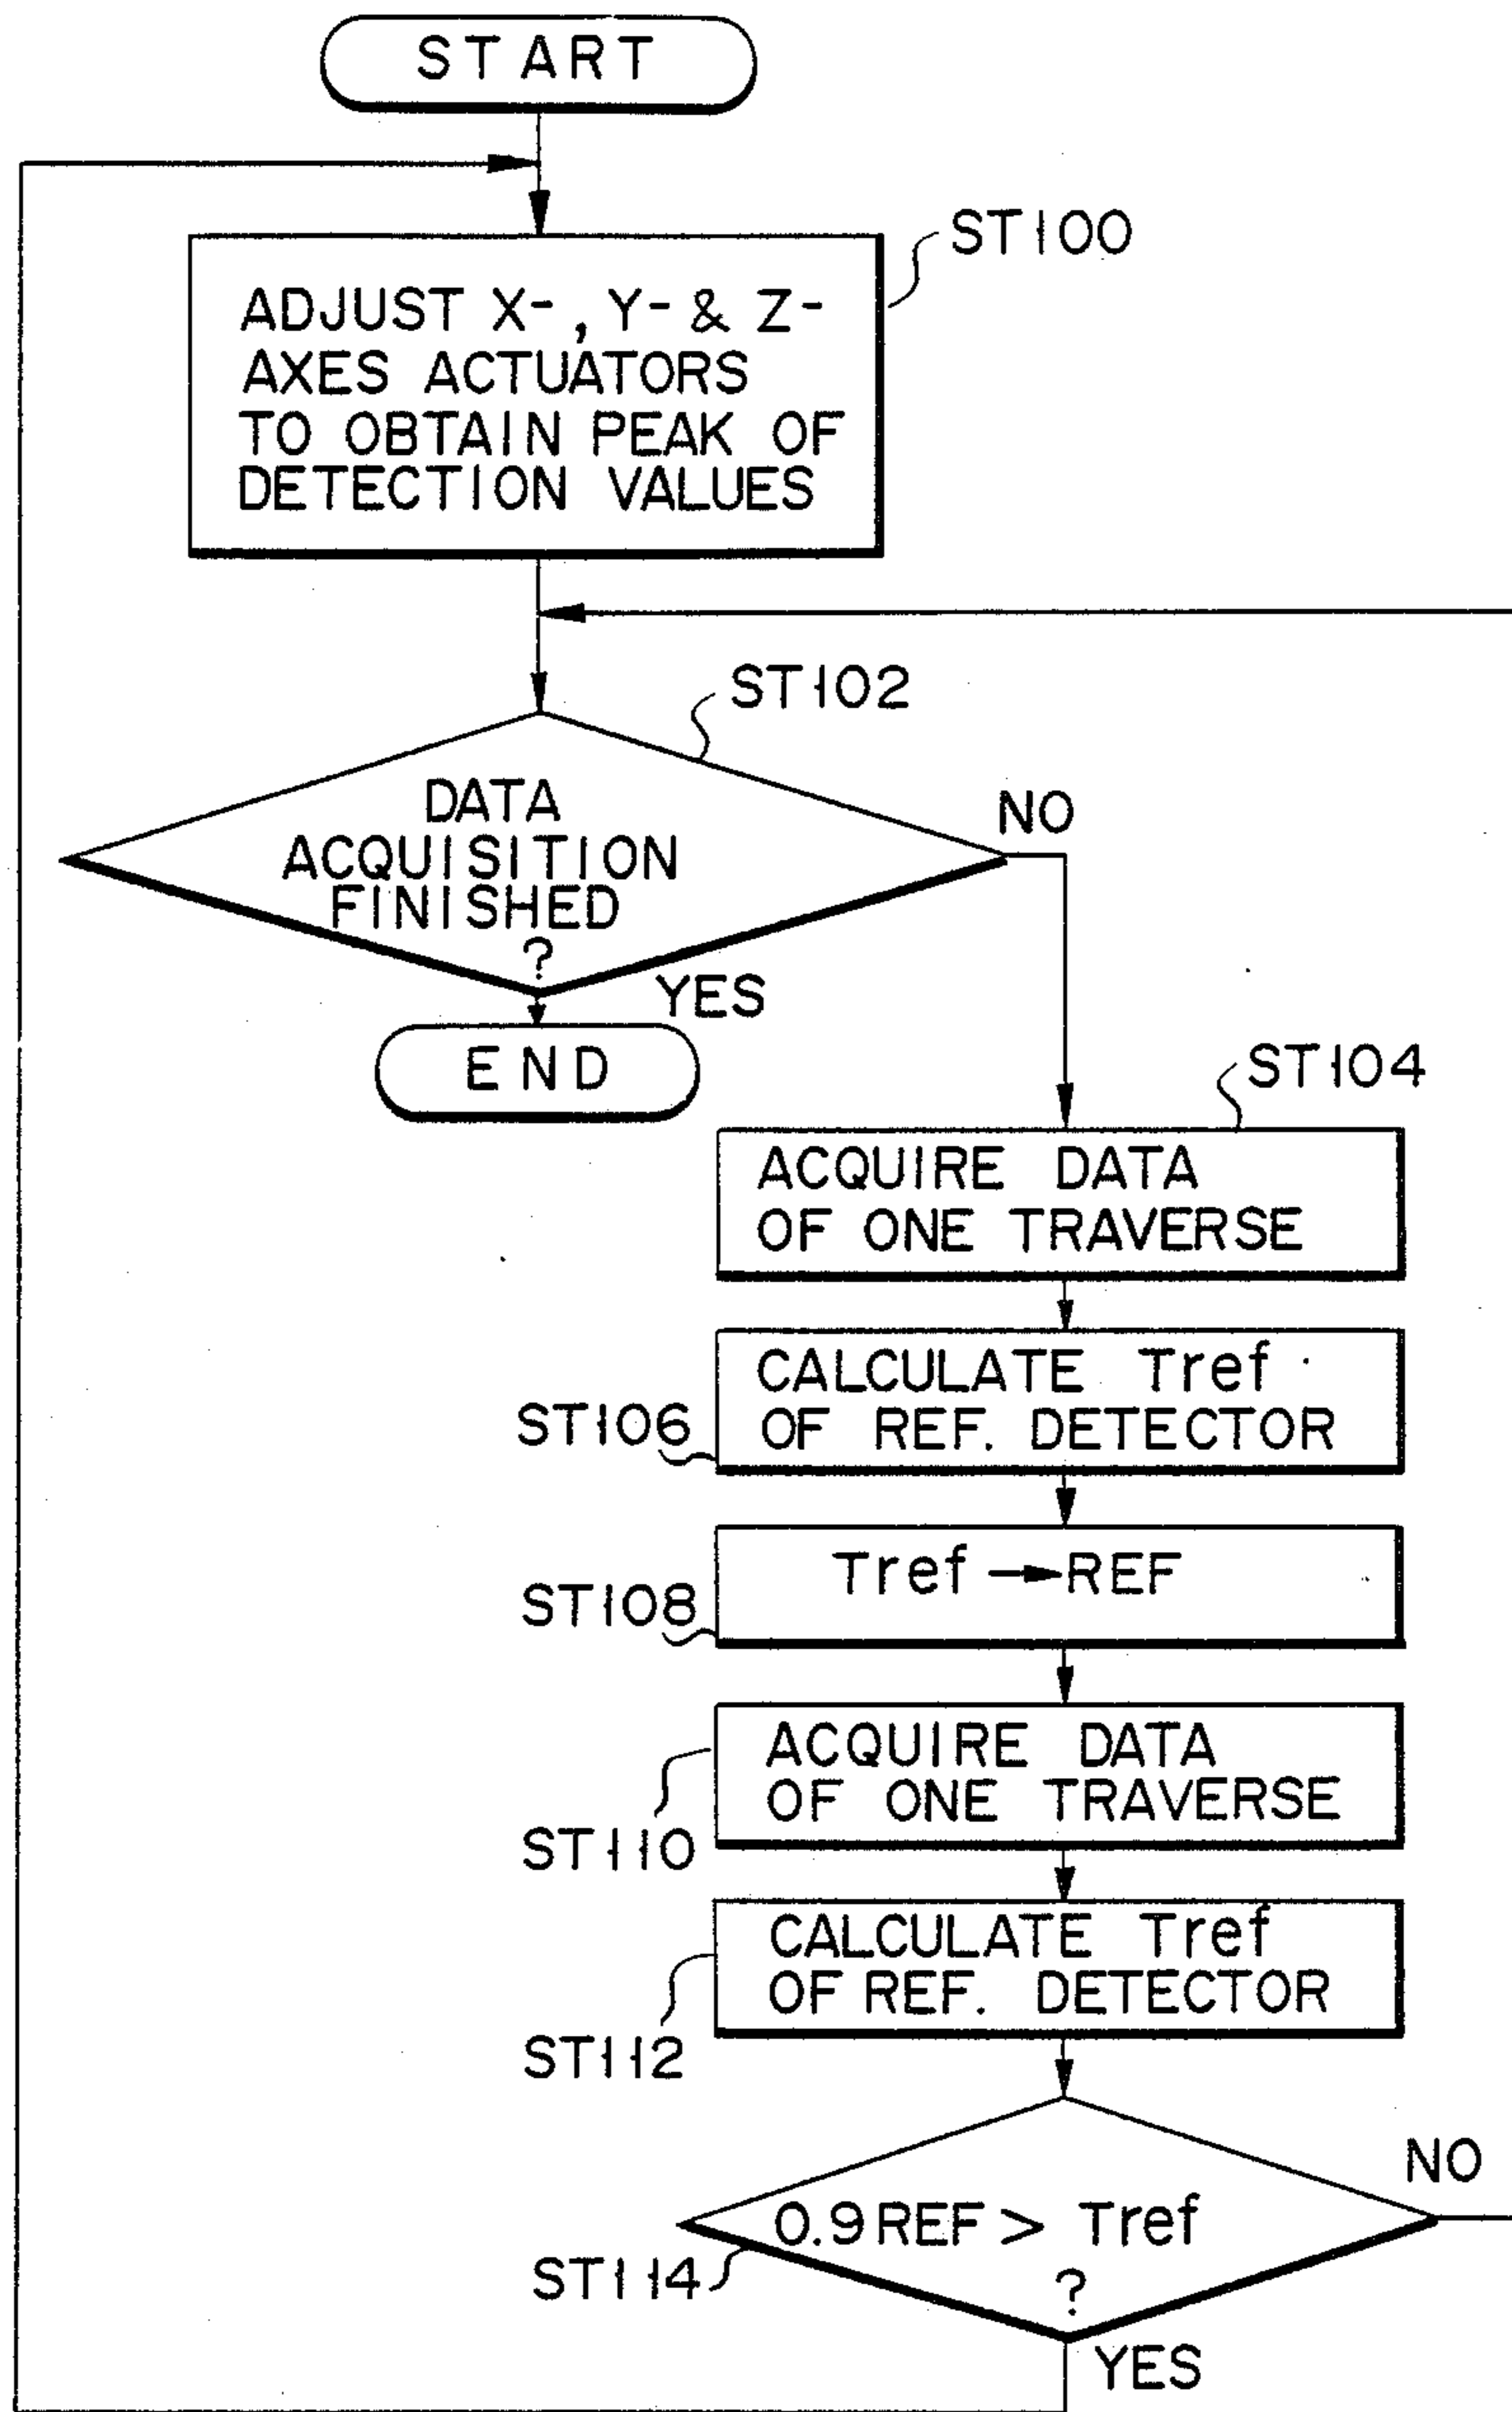 START
ST100
ADJUST X-, Y- & Z-
AXES ACTUATORS
TO OBTAIN PEAK OF
DETECTION VALUES
ST102
DATA
ACQUISITION
FINISHED
?
NO
YES
END
ST104
ACQUIRE DATA
OF ONE TRAVERSE
CALCULATE Tref
OF REF. DETECTOR
ST106
Tref → REF
ST108
ACQUIRE DATA
OF ONE TRAVERSE
ST110
CALCULATE Tref
OF REF. DETECTOR
ST112
NO
0.9 REF > Tref
?
ST114
YES